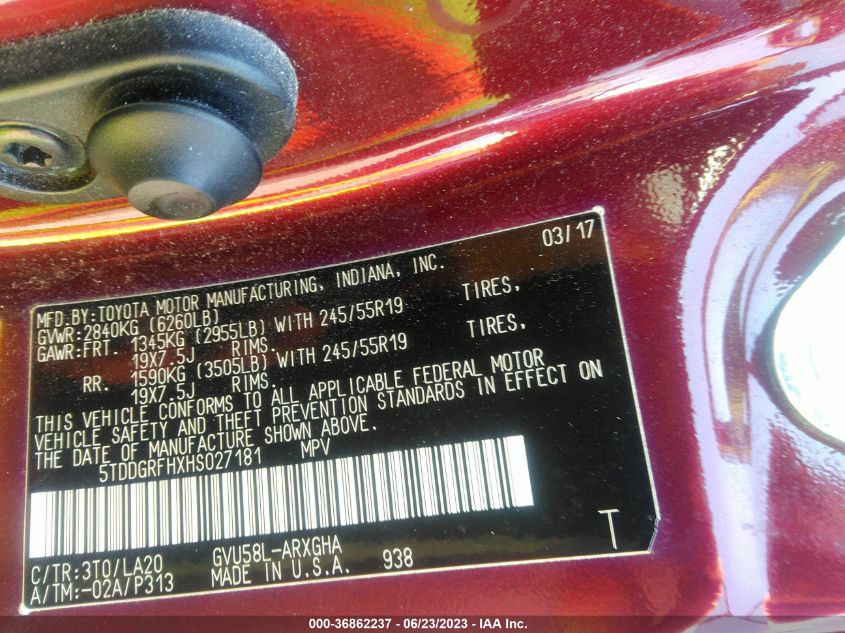 03/17
MFD.BY:TOYOTA MOTOR MANUFACTURING, INDIANA, INC.
GVWR:2840KG (6260LB)
GAWR:FRT. 1345KG (2955LB) WITH 245/55R19 TIRES,
19X7.5J RIMS.
RR. 1590KG (3505LB) WITH 245/55R19 TIRES,
19X7.5J RIMS.
THIS VEHICLE CONFORMS TO ALL APPLICABLE FEDERAL MOTOR
VEHICLE SAFETY AND THEFT PREVENTION STANDARDS IN EFFECT ON
THE DATE OF MANUFACTURE SHOWN ABOVE.
5TDDGRFHXHS027181 MPV
T
C/TR:3T0/LA20 GVU58L-ARXGHA
A/TM:-02A/P313 MADE IN U.S.A. 938
000-36862237 - 06/23/2023 - IAA Inc.